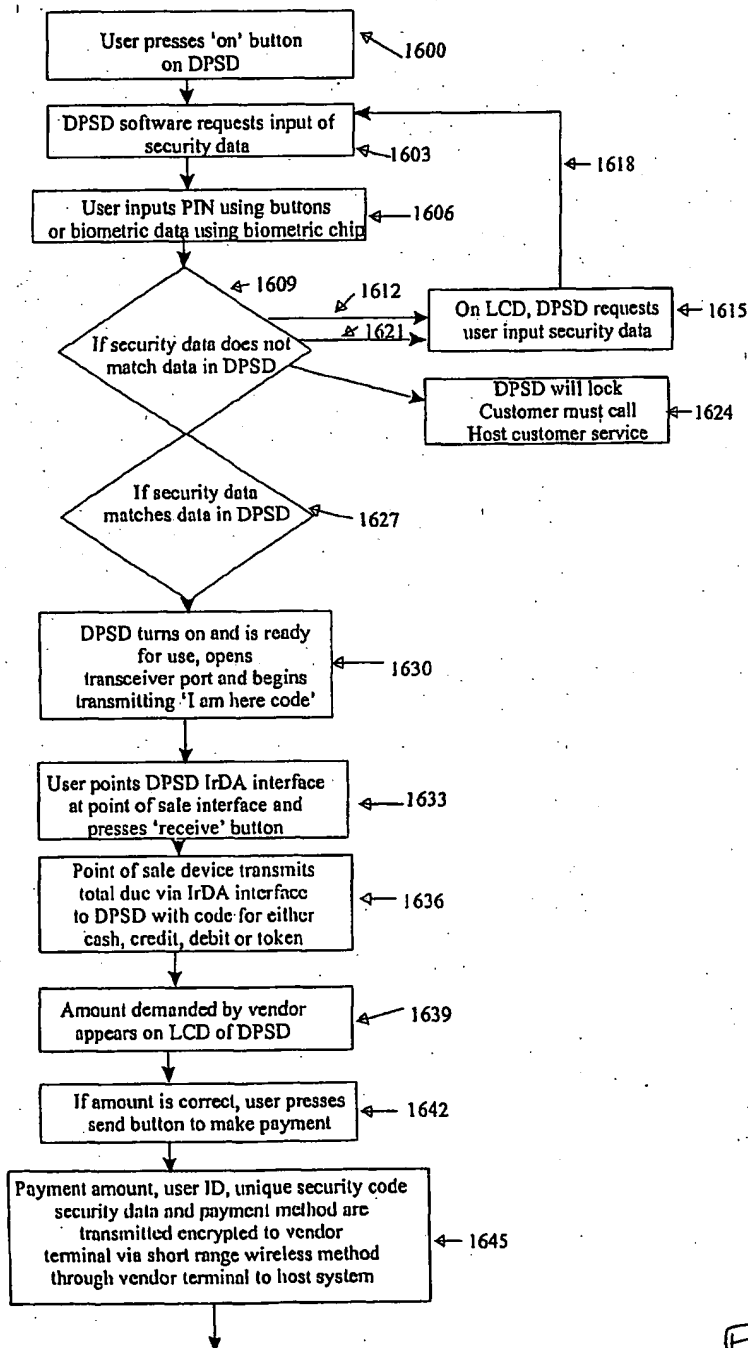 User presses 'on' button
on DPSD
1600
DPSD software requests input of
security data
1603
1618
User inputs PIN using buttons
or biometric data using biometric chip
1606
1609
1612
1621
On LCD, DPSD requests
user input security data
1615
If security data does not
match data in DPSD
DPSD will lock
Customer must call
Host customer service
1624
If security data
matches data in DPSD
1627
DPSD turns on and is ready
for use, opens
transceiver port and begins
transmitting 'I am here code'
1630
User points DPSD IrDA interface
at point of sale interface and
presses 'receive' button
1633
Point of sale device transmits
total due via IrDA interface
to DPSD with code for either
cash, credit, debit or token
1636
Amount demanded by vendor
appears on LCD of DPSD
1639
If amount is correct, user presses
send button to make payment
1642
Payment amount, user ID, unique security code
security data and payment method are
transmitted encrypted to vendor
terminal via short range wireless method
through vendor terminal to host system
1645